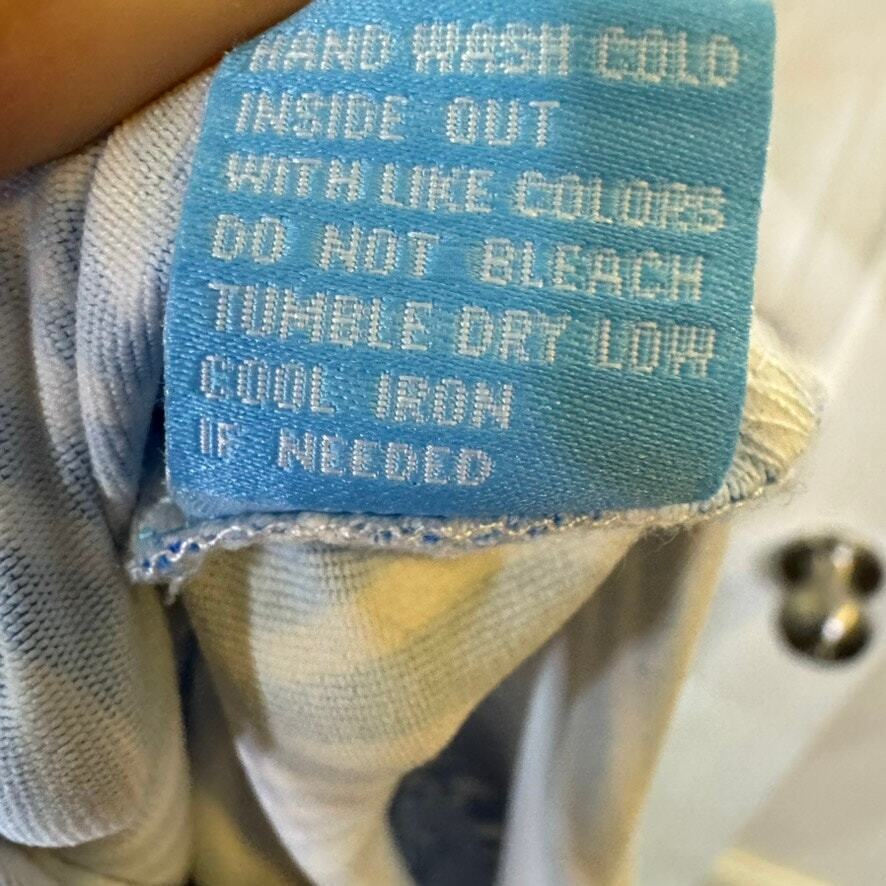 HAND WASH COLD
INSIDE OUT
WITH LIKE COLORS
DO NOT BLEACH
TUMBLE DRY LOW
COOL IRON
IF NEEDED